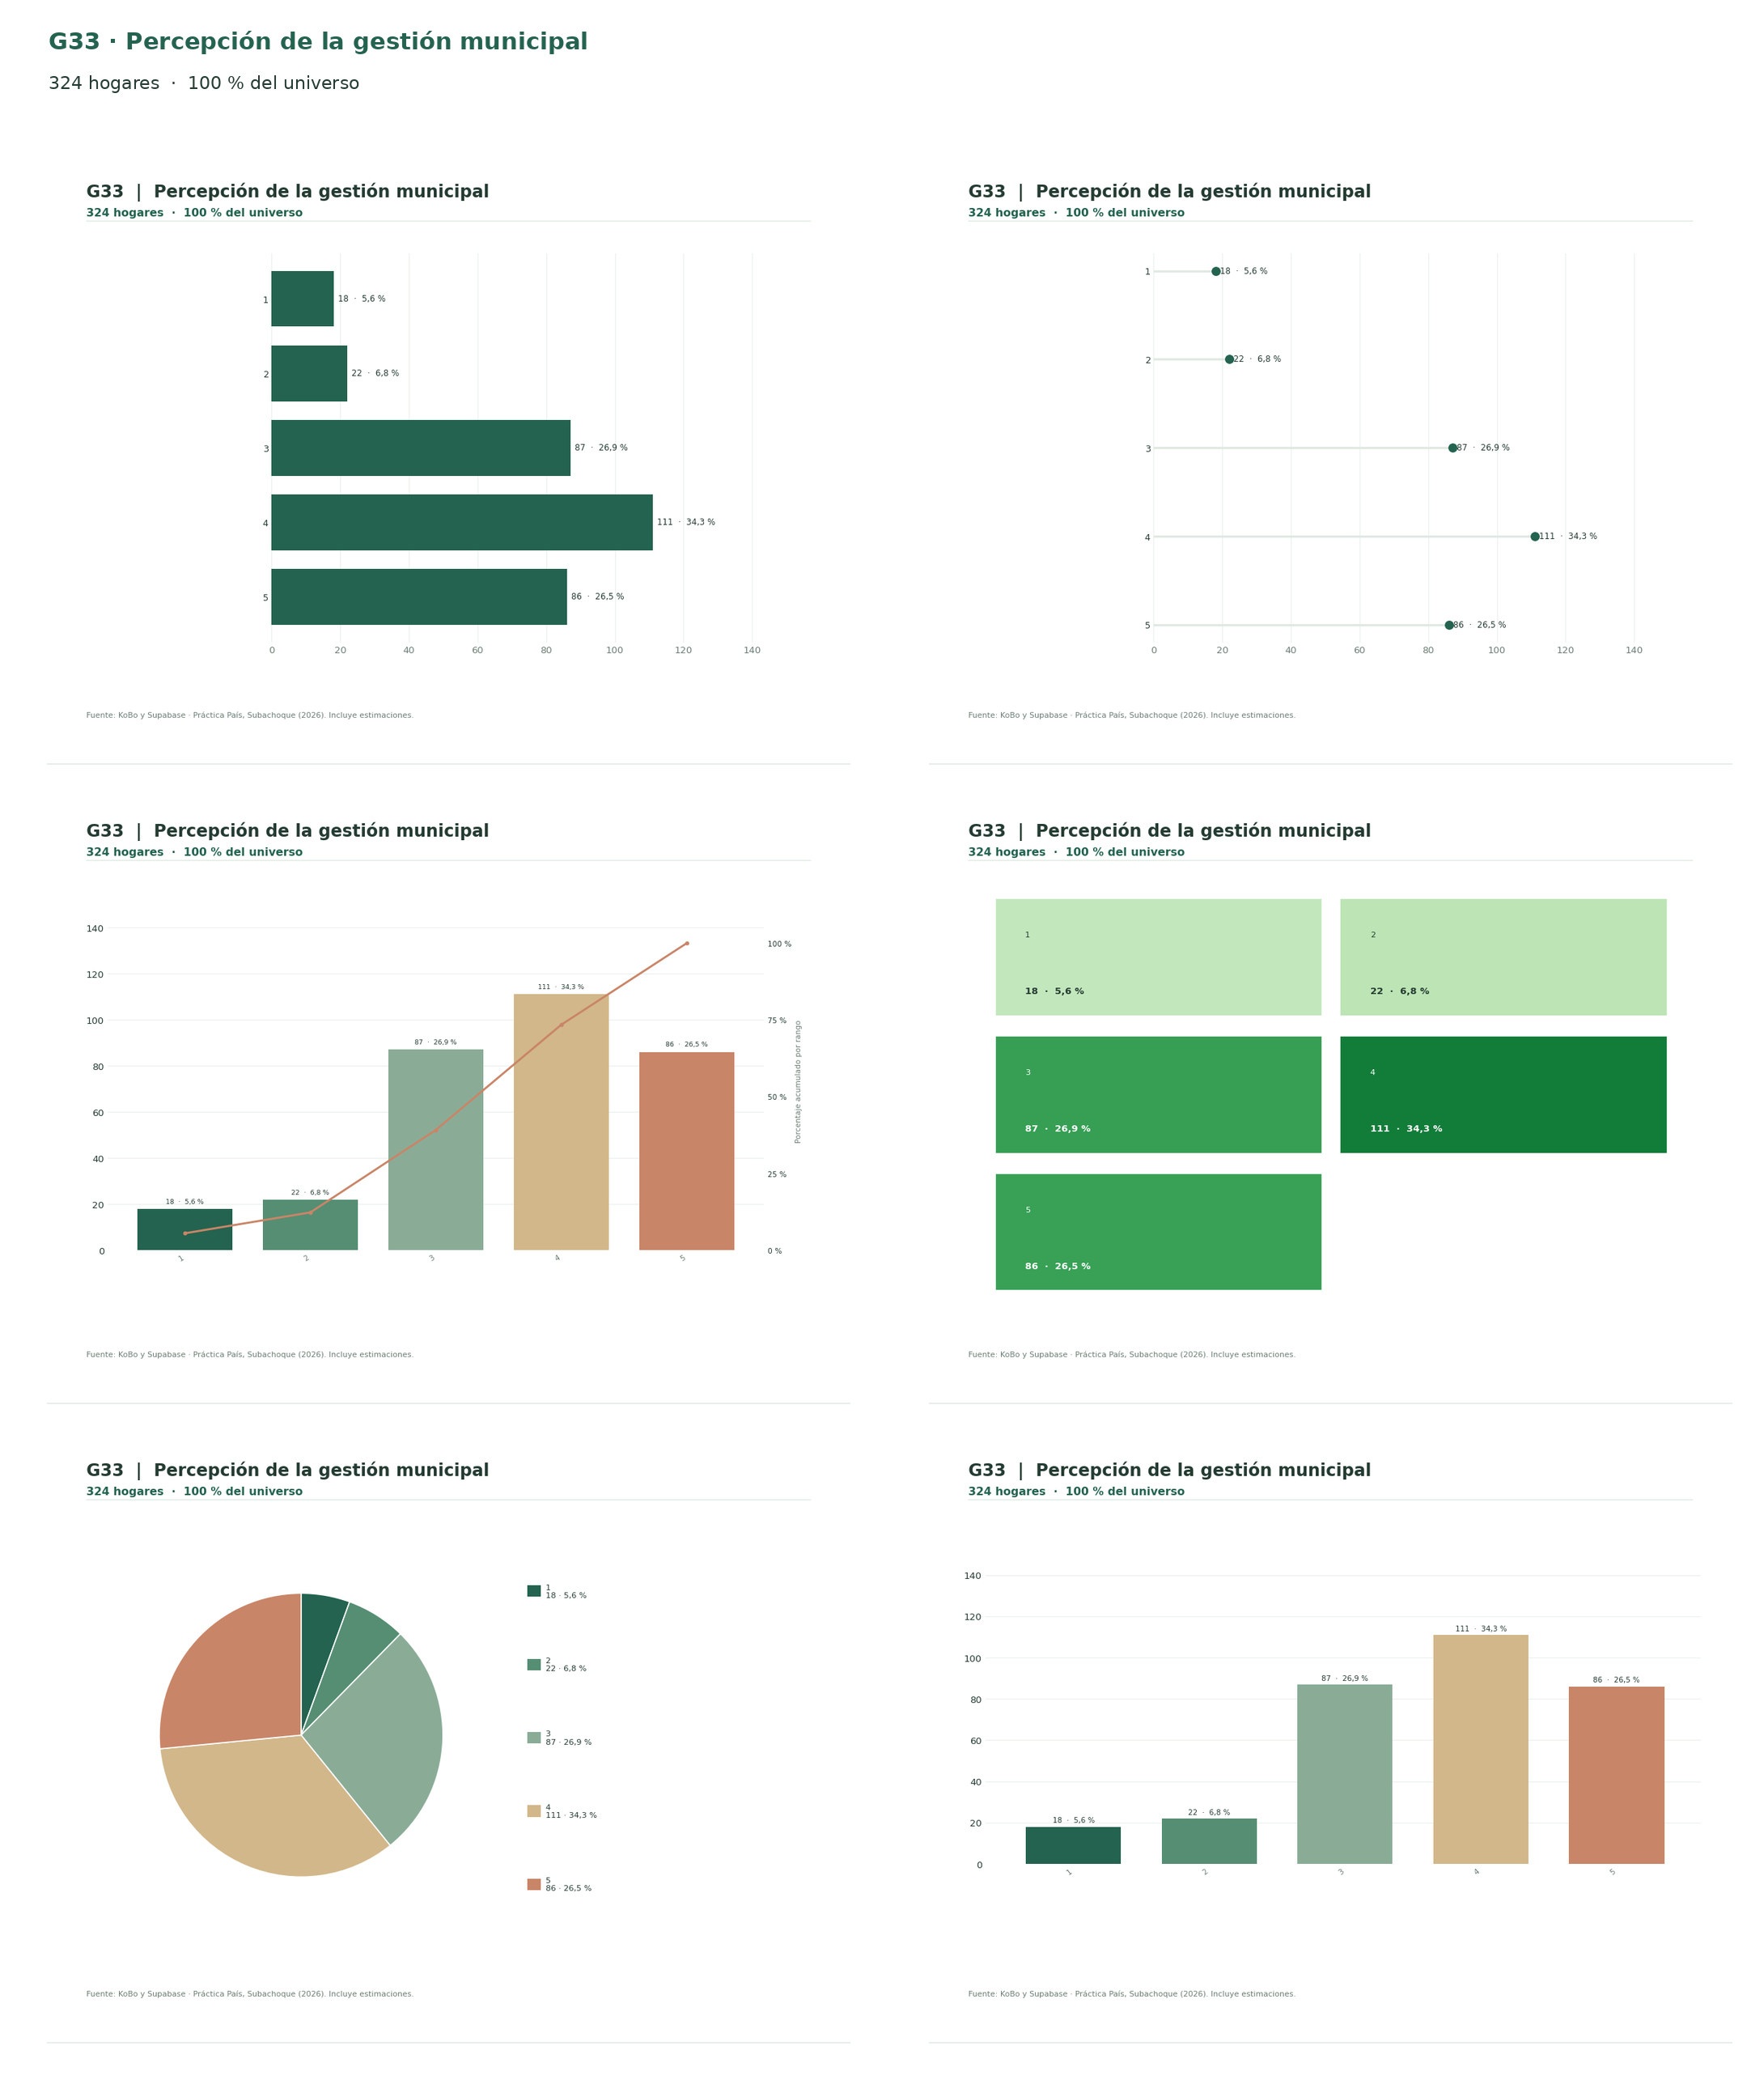 G33 · Percepción de la gestión municipal
324 hogares · 100 % del universo
G33 | Percepción de la gestión municipal
324 hogares · 100 % del universo
1
18 · 5,6 %
2
22 · 6,8 %
3
87 · 26,9 %
4
111 · 34,3 %
5
86 · 26,5 %
0 20 40 60 80 100 120 140
Fuente: KoBo y Supabase · Práctica País, Subachoque (2026). Incluye estimaciones.
G33 | Percepción de la gestión municipal
324 hogares · 100 % del universo
1
18 · 5,6 %
2
22 · 6,8 %
3
87 · 26,9 %
4
111 · 34,3 %
5
86 · 26,5 %
0 20 40 60 80 100 120 140
Fuente: KoBo y Supabase · Práctica País, Subachoque (2026). Incluye estimaciones.
G33 | Percepción de la gestión municipal
324 hogares · 100 % del universo
140
120
100
80
60
40
20
0
18 · 5,6 %
22 · 6,8 %
87 · 26,9 %
111 · 34,3 %
86 · 26,5 %
100 %
75 %
50 %
25 %
0 %
Porcentaje acumulado por rango
1 2 3 4 5
Fuente: KoBo y Supabase · Práctica País, Subachoque (2026). Incluye estimaciones.
G33 | Percepción de la gestión municipal
324 hogares · 100 % del universo
1
18 · 5,6 %
2
22 · 6,8 %
3
87 · 26,9 %
4
111 · 34,3 %
5
86 · 26,5 %
Fuente: KoBo y Supabase · Práctica País, Subachoque (2026). Incluye estimaciones.
G33 | Percepción de la gestión municipal
324 hogares · 100 % del universo
1
18 · 5,6 %
2
22 · 6,8 %
3
87 · 26,9 %
4
111 · 34,3 %
5
86 · 26,5 %
Fuente: KoBo y Supabase · Práctica País, Subachoque (2026). Incluye estimaciones.
G33 | Percepción de la gestión municipal
324 hogares · 100 % del universo
140
120
100
80
60
40
20
0
18 · 5,6 %
22 · 6,8 %
87 · 26,9 %
111 · 34,3 %
86 · 26,5 %
1 2 3 4 5
Fuente: KoBo y Supabase · Práctica País, Subachoque (2026). Incluye estimaciones.